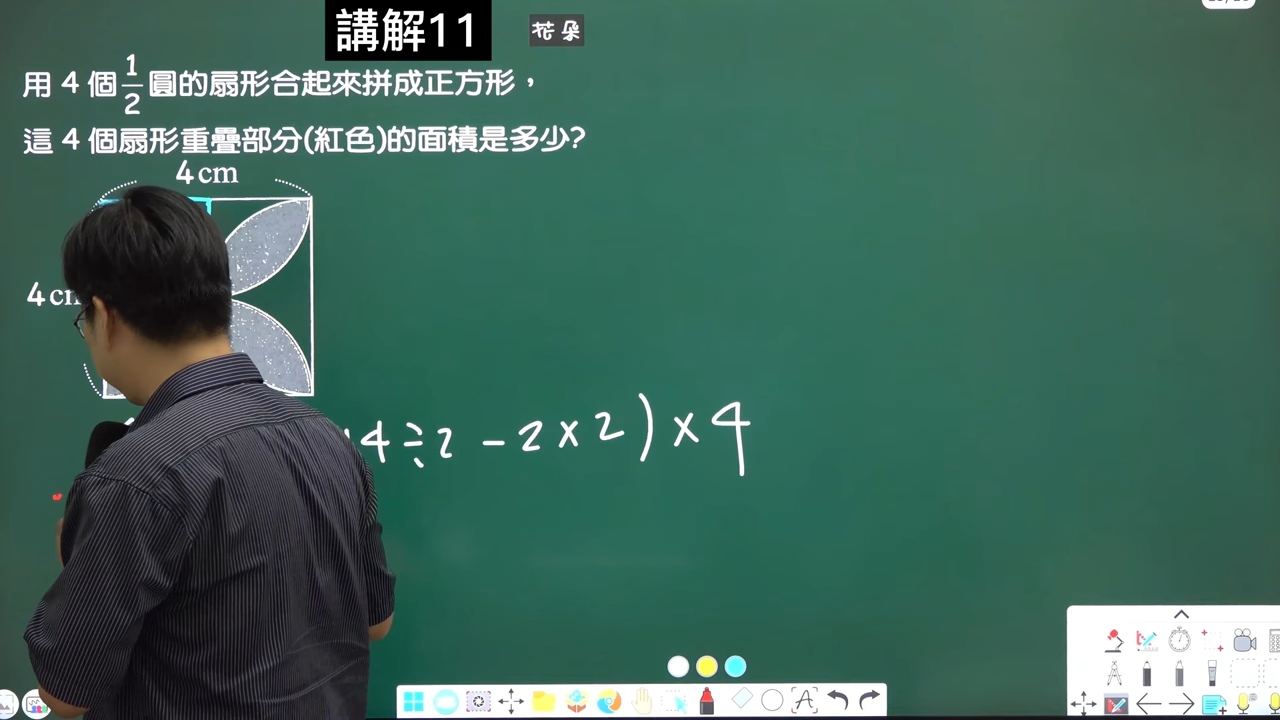 講解11
花朵
用 4 個 1/2 圓的扇形合起來拼成正方形，
這 4 個扇形重疊部分(紅色)的面積是多少?
4 cm
4 cm
4÷2 - 2×2)×4